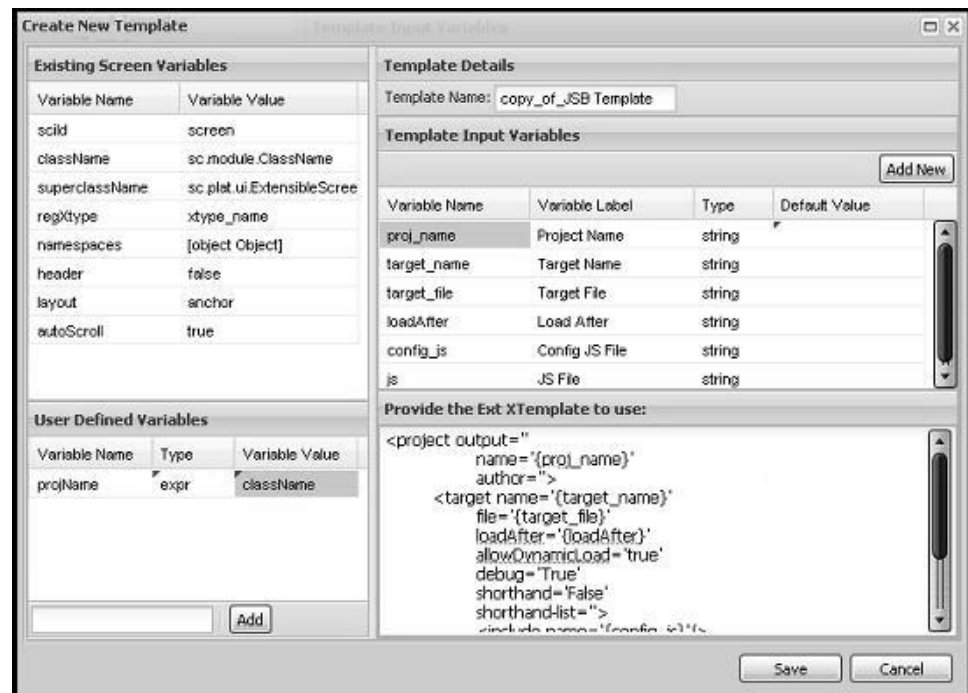 Create New Template
Existing Screen Variables
Variable Name Variable Value
scild screen
className sc.module.ClassName
superclassName sc.plat.ui.ExtensibleScree
regXtype xtype_name
namespaces [object Object]
header false
layout anchor
autoScroll true
User Defined Variables
Variable Name Type Variable Value
projName expr className
Add
Template Details
Template Name: copy_of_JSB Template
Template Input Variables
Add New
Variable Name Variable Label Type Default Value
proj_name Project Name string
target_name Target Name string
target_file Target File string
loadAfter Load After string
config_js Config JS File string
js JS File string
Provide the Ext XTemplate to use:
<project output=''
name='{proj_name}'
author=''>
<target name='{target_name}'
file='{target_file}'
loadAfter='{loadAfter}'
allowDynamicLoad='true'
debug='True'
shorthand='False'
shorthand-list=''>
<include name='{config_js}'/>
Save Cancel